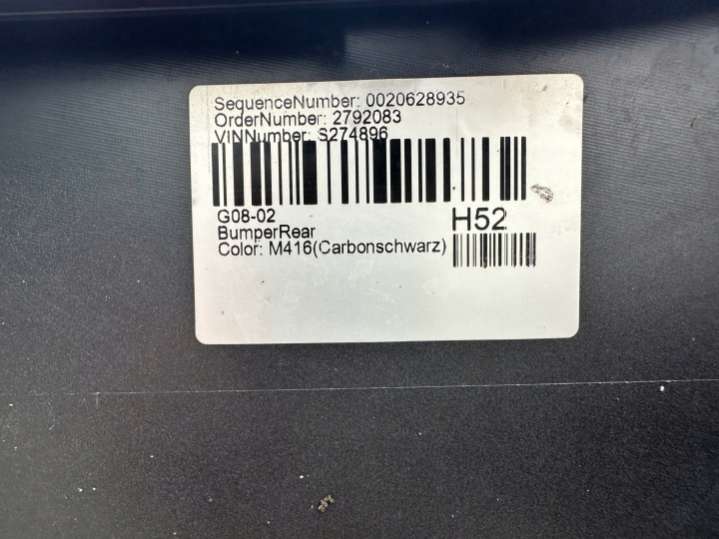 SequenceNumber: 0020628935
OrderNumber: 2792083
VINNumber: S274896
G08-02
H52
BumperRear
Color: M416(Carbonschwarz)